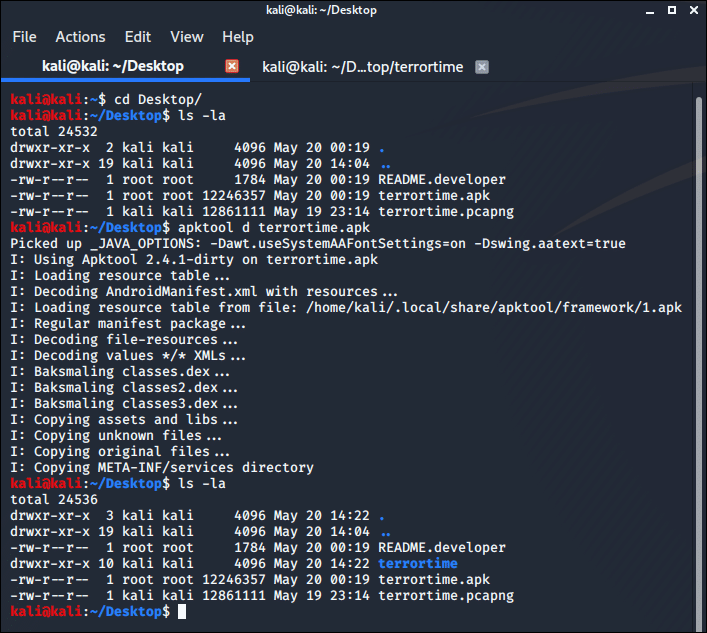 kali@kali: ~/Desktop
File Actions Edit View Help
kali@kali: ~/Desktop kali@kali: ~/D...top/terrortime
kali@kali:~$ cd Desktop/
kali@kali:~/Desktop$ ls -la
total 24532
drwxr-xr-x  2 kali kali     4096 May 20 00:19 .
drwxr-xr-x 19 kali kali     4096 May 20 14:04 ..
-rw-r--r--  1 root root     1784 May 20 00:19 README.developer
-rw-r--r--  1 root root 12246357 May 20 00:19 terrortime.apk
-rw-r--r--  1 kali kali 12861111 May 19 23:14 terrortime.pcapng
kali@kali:~/Desktop$ apktool d terrortime.apk
Picked up _JAVA_OPTIONS: -Dawt.useSystemAAFontSettings=on -Dswing.aatext=true
I: Using Apktool 2.4.1-dirty on terrortime.apk
I: Loading resource table...
I: Decoding AndroidManifest.xml with resources...
I: Loading resource table from file: /home/kali/.local/share/apktool/framework/1.apk
I: Regular manifest package...
I: Decoding file-resources...
I: Decoding values */* XMLs...
I: Baksmaling classes.dex...
I: Baksmaling classes2.dex...
I: Baksmaling classes3.dex...
I: Copying assets and libs...
I: Copying unknown files...
I: Copying original files...
I: Copying META-INF/services directory
kali@kali:~/Desktop$ ls -la
total 24536
drwxr-xr-x  3 kali kali     4096 May 20 14:22 .
drwxr-xr-x 19 kali kali     4096 May 20 14:04 ..
-rw-r--r--  1 root root     1784 May 20 00:19 README.developer
drwxr-xr-x 10 kali kali     4096 May 20 14:22 terrortime
-rw-r--r--  1 root root 12246357 May 20 00:19 terrortime.apk
-rw-r--r--  1 kali kali 12861111 May 19 23:14 terrortime.pcapng
kali@kali:~/Desktop$